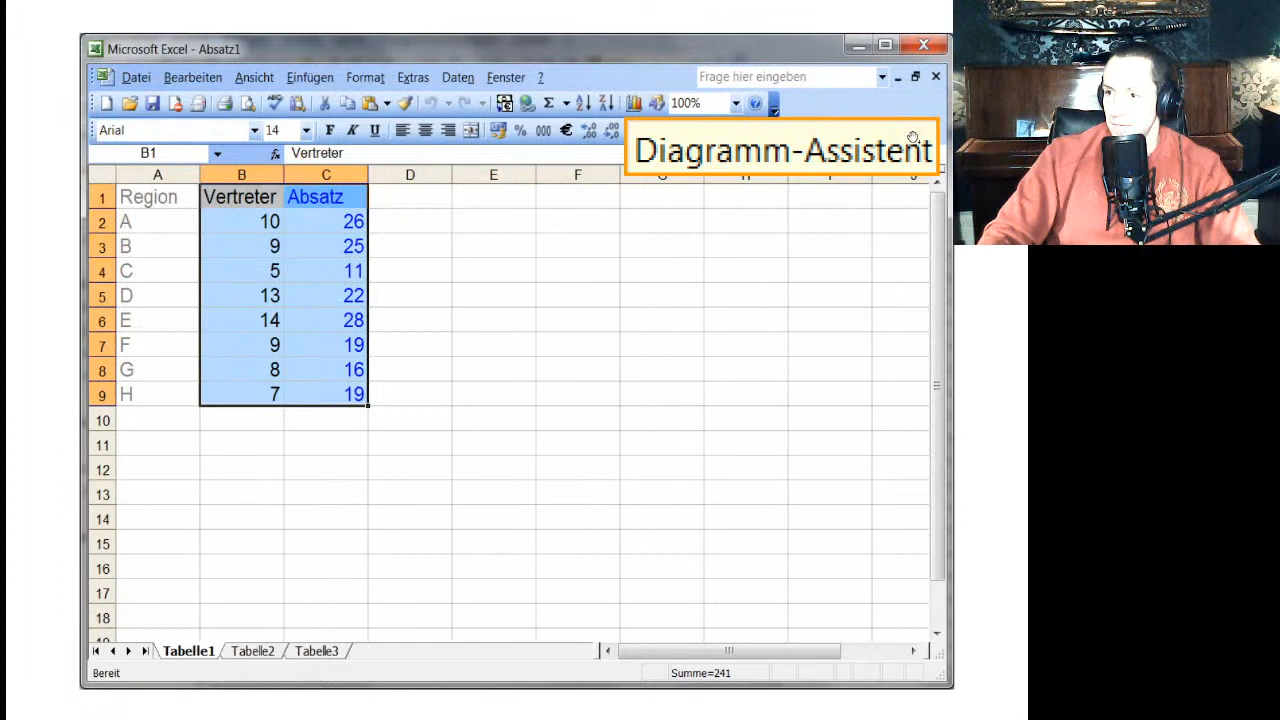 Microsoft Excel - Absatz1
Datei Bearbeiten Ansicht Einfügen Format Extras Daten Fenster ? Frage hier eingeben
Σ 100% ?
Arial 14 F K U % 000 €
Diagramm-Assistent
B1 fx Vertreter
A B C D E F
1 Region Vertreter Absatz
2 A 10 26
3 B 9 25
4 C 5 11
5 D 13 22
6 E 14 28
7 F 9 19
8 G 8 16
9 H 7 19
10
11
12
13
14
15
16
17
18
Tabelle1 Tabelle2 Tabelle3
Bereit Summe=241